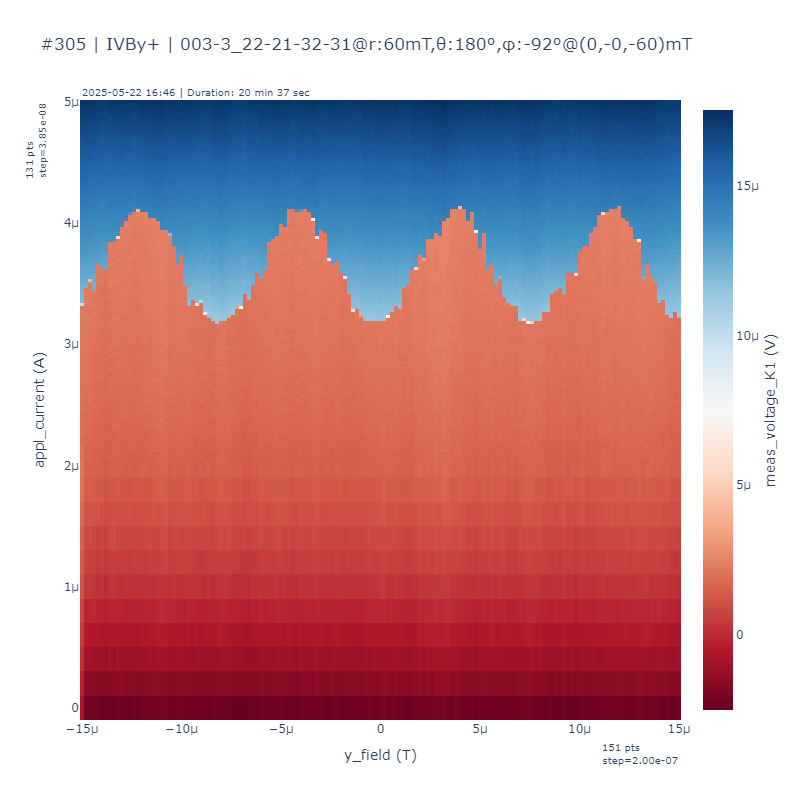 #305 | IVBy+ | 003-3_22-21-32-31@r:60mT,θ:180°,φ:-92°@(0,-0,-60)mT
2025-05-22 16:46 | Duration: 20 min 37 sec
131 pts
step=3.85e-08
5μ
4μ
3μ
2μ
1μ
0
appl_current (A)
−15μ
−10μ
−5μ
0
5μ
10μ
15μ
y_field (T)
151 pts
step=2.00e-07
15μ
10μ
5μ
0
meas_voltage_K1 (V)